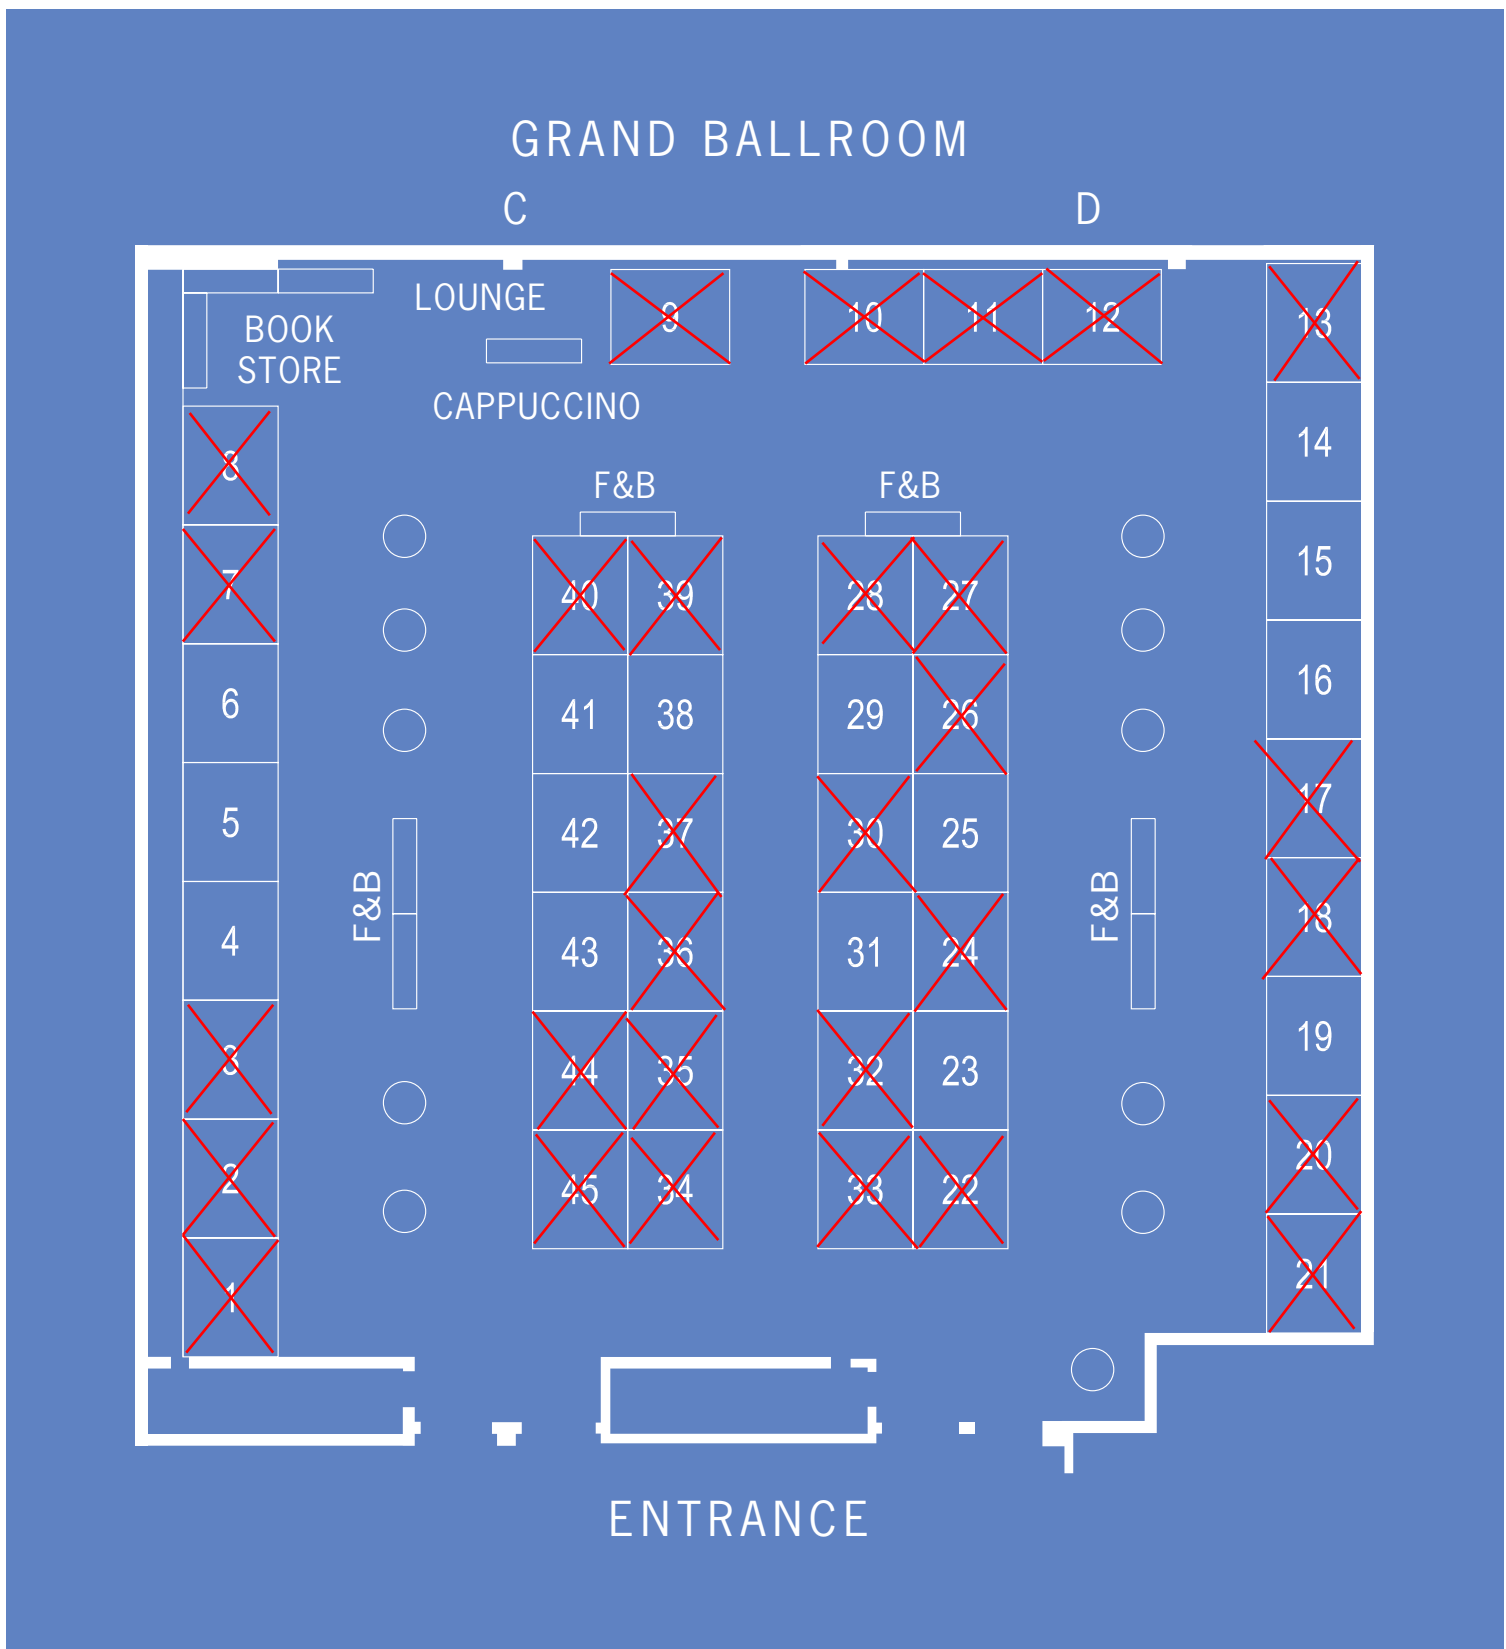 GRAND BALLROOM
C D
LOUNGE
BOOK
STORE
CAPPUCCINO
9 10 11 12 13
8 14
F&B F&B
7 40 39 28 27 15
6 41 38 29 26 16
5 42 37 30 25 17
F&B F&B
4 43 36 31 24 18
3 44 35 32 23 19
2 45 34 33 22 20
1 21
ENTRANCE